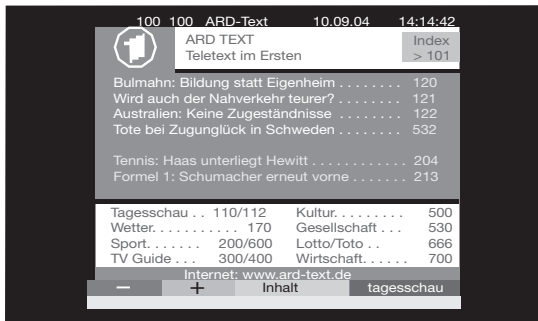 100 100 ARD-Text 10.09.04 14:14:42
1 ARD TEXT Index
Teletext im Ersten > 101
Bulmahn: Bildung statt Eigenheim . . . . . . . . 120
Wird auch der Nahverkehr teurer? . . . . . . . . 121
Australien: Keine Zugeständnisse . . . . . . . . 122
Tote bei Zugunglück in Schweden . . . . . . . . 532
Tennis: Haas unterliegt Hewitt . . . . . . . . . . . . 204
Formel 1: Schumacher erneut vorne . . . . . . . 213
Tagesschau . . 110/112 Kultur. . . . . . . . . 500
Wetter. . . . . . . . . . . 170 Gesellschaft . . . 530
Sport. . . . . . . 200/600 Lotto/Toto . . 666
TV Guide . . . 300/400 Wirtschaft. . . . . . 700
Internet: www.ard-text.de
– + Inhalt tagesschau